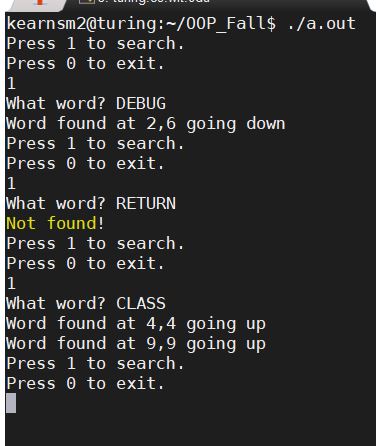 kearnsm2@turing:~/OOP_Fall$ ./a.out
Press 1 to search.
Press 0 to exit.
1
What word? DEBUG
Word found at 2,6 going down
Press 1 to search.
Press 0 to exit.
1
What word? RETURN
Not found!
Press 1 to search.
Press 0 to exit.
1
What word? CLASS
Word found at 4,4 going up
Word found at 9,9 going up
Press 1 to search.
Press 0 to exit.